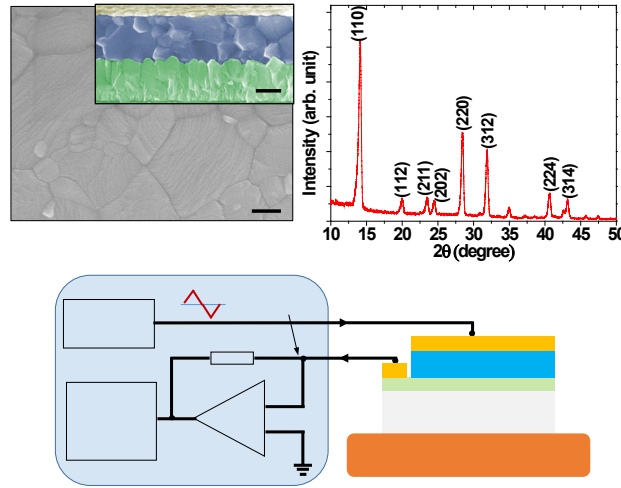 Intensity (arb. unit)
(110)
(112)
(211)
(202)
(220)
(312)
(224)
(314)
10 15 20 25 30 35 40 45 50
2θ (degree)